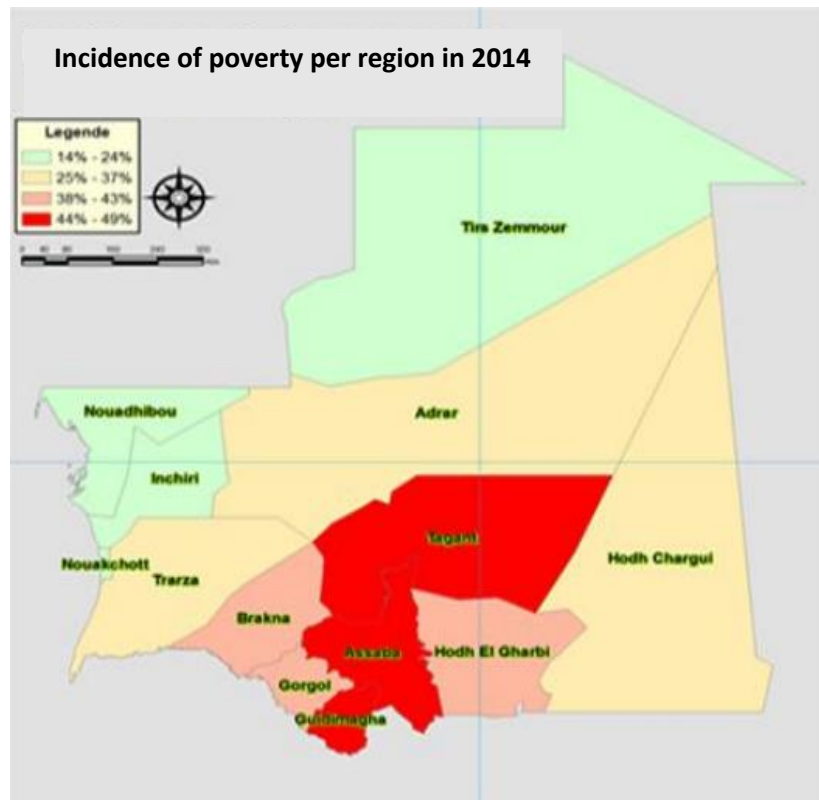 Incidence of poverty per region in 2014
Legende
14% - 24%
25% - 37%
38% - 43%
44% - 49%
Tirs Zemmour
Nouadhibou
Adrar
Inchiri
Tagant
Nouakchott
Trarza
Hodh Chargui
Brakna
Assaba
Hodh El Gharbi
Gorgol
Guidimagha